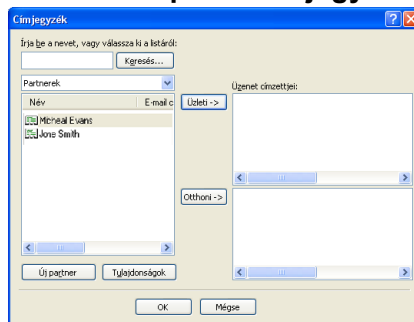 Címjegyzék
Írja be a nevet, vagy válassza ki a listáról:
Keresés...
Partnerek
Üzenet címzettjei:
Név E-mail c
Üzleti ->
Micheal Evans
Jone Smith
Otthoni ->
Új partner Tulajdonságok
OK Mégse